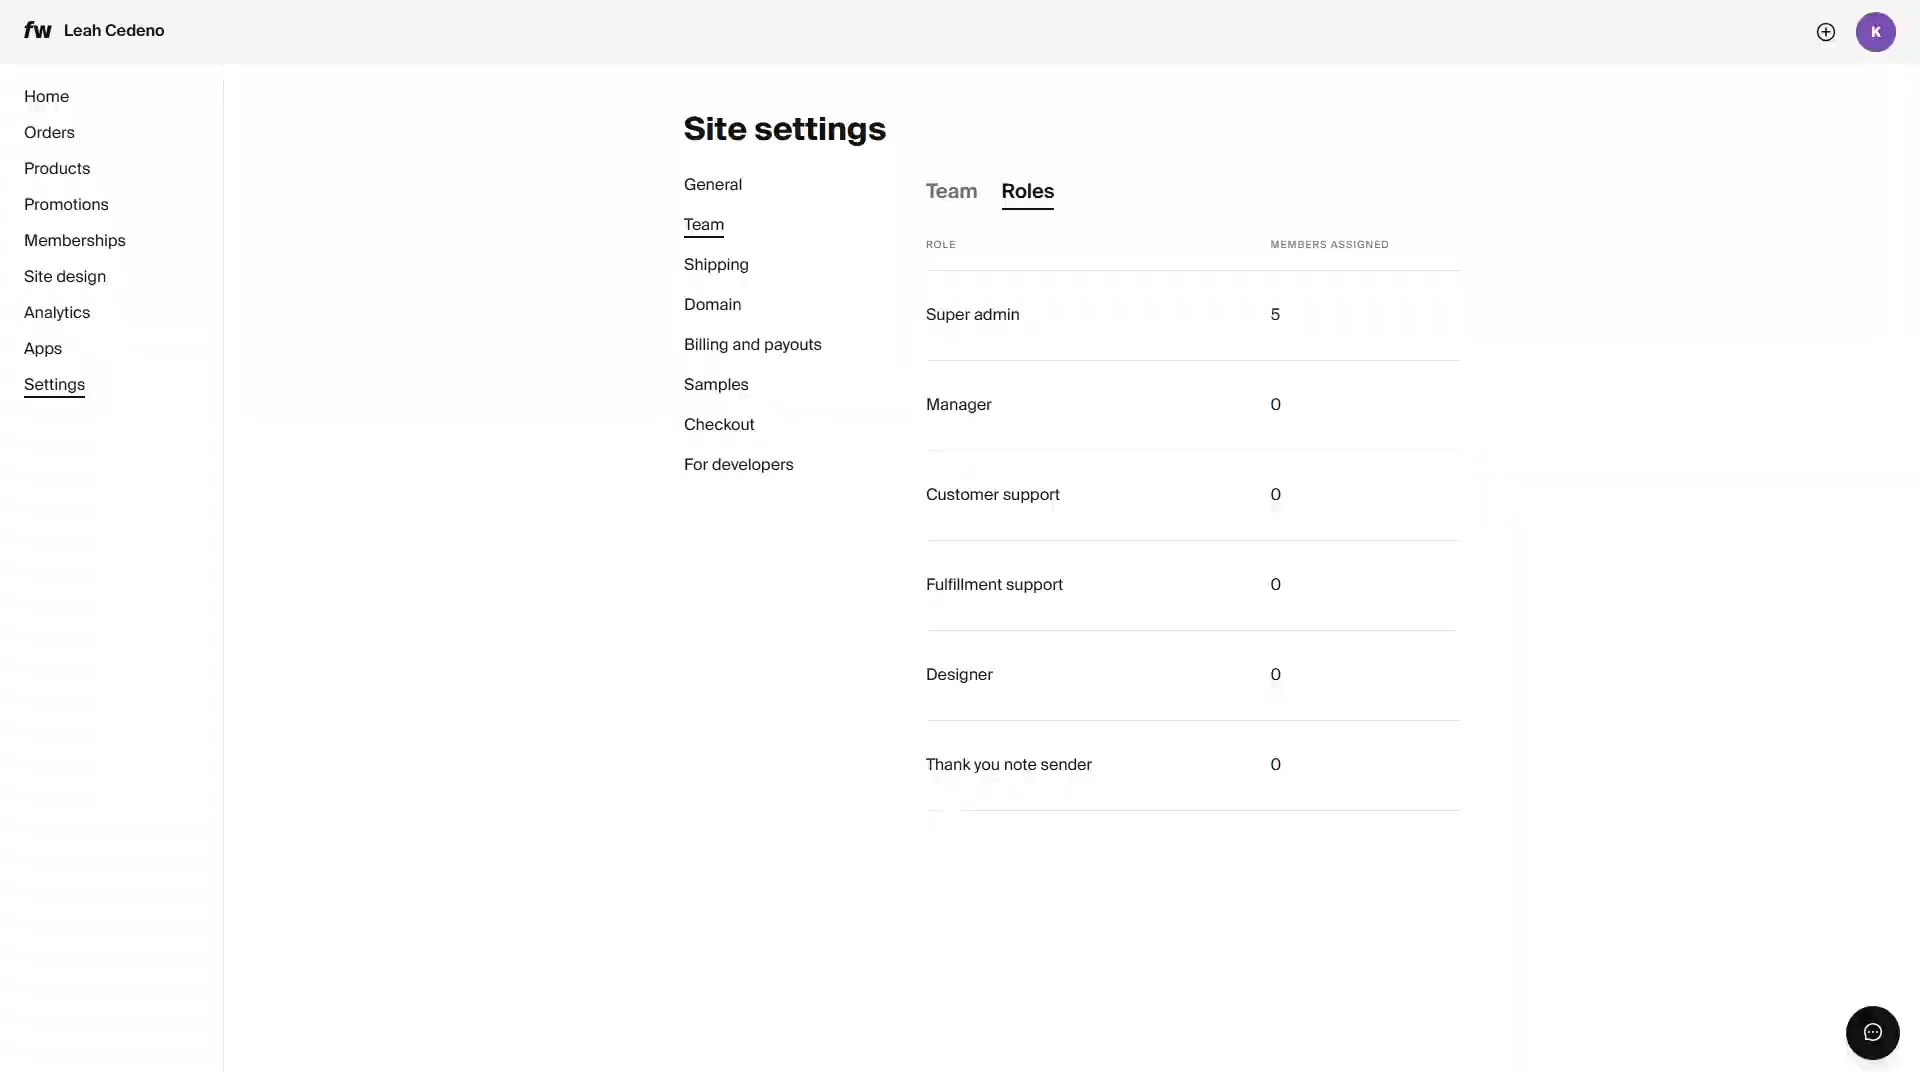 fw Leah Cedeno
K
Home
Orders
Products
Promotions
Memberships
Site design
Analytics
Apps
Settings
Site settings
General
Team
Shipping
Domain
Billing and payouts
Samples
Checkout
For developers
Team Roles
ROLE MEMBERS ASSIGNED
Super admin 5
Manager 0
Customer support 0
Fulfillment support 0
Designer 0
Thank you note sender 0